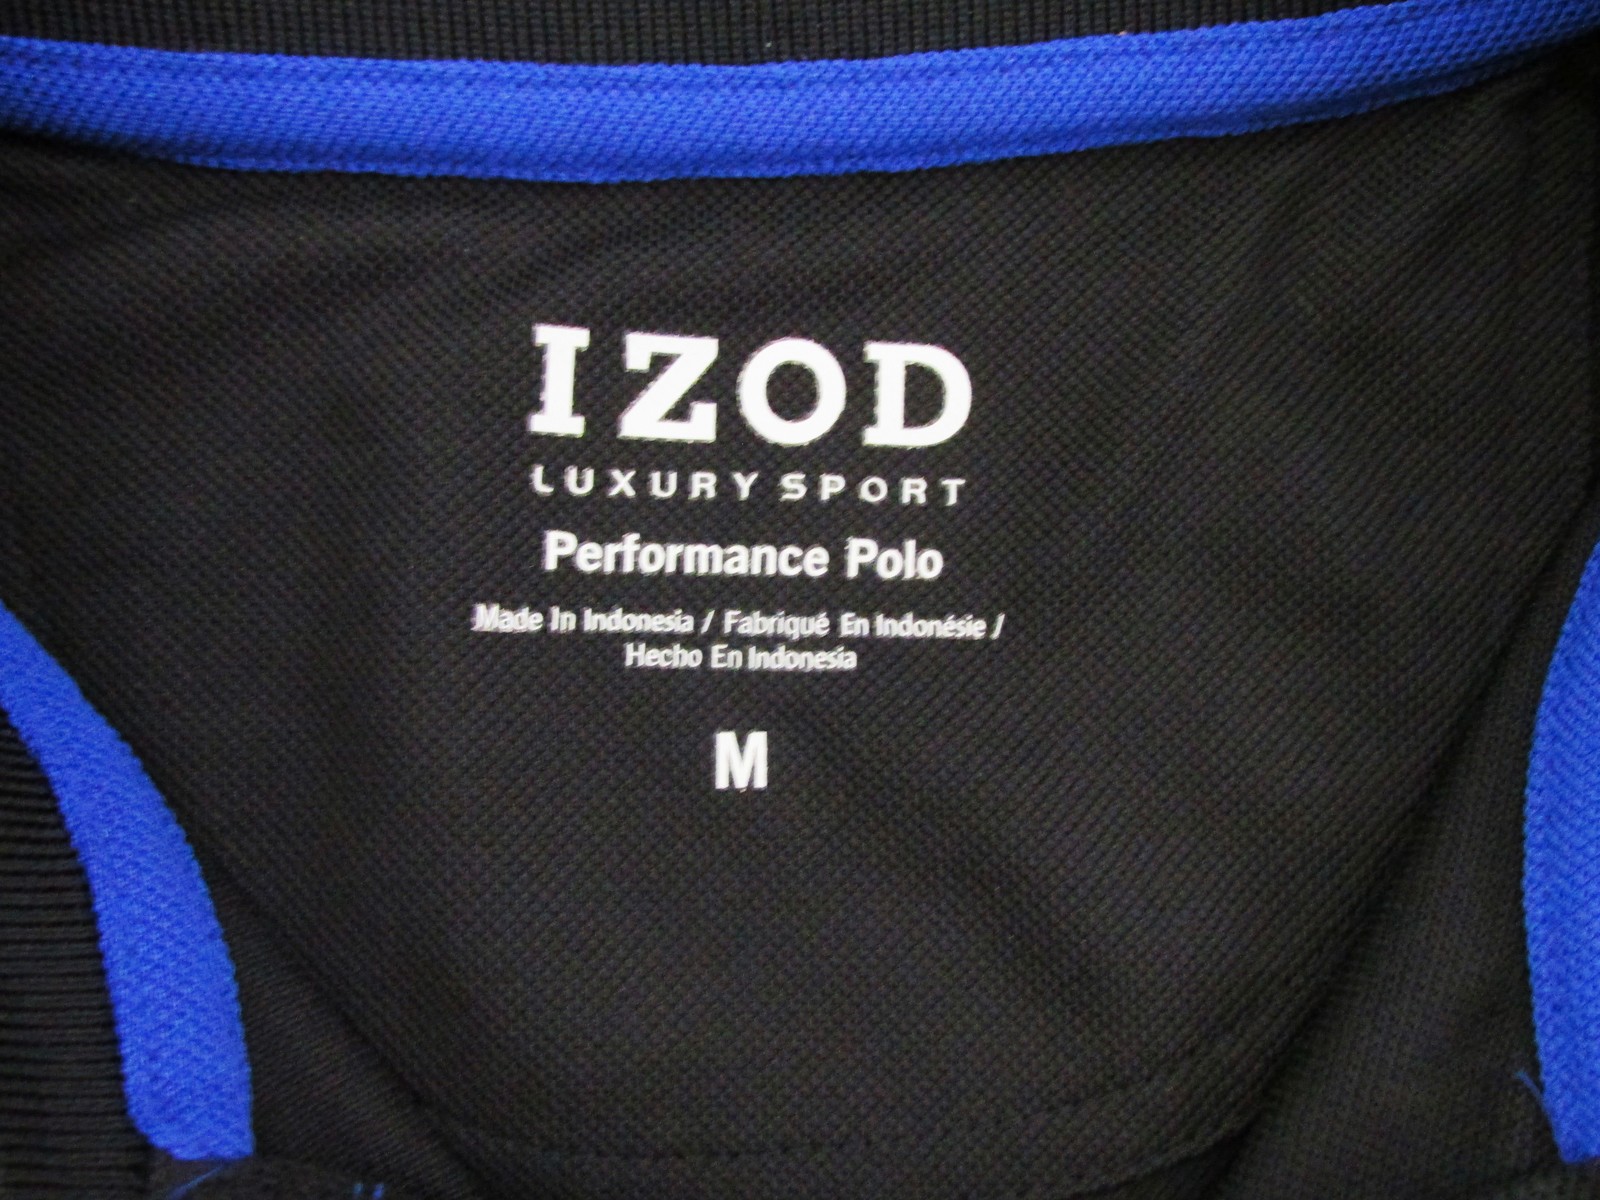 IZOD
LUXURY SPORT
Performance Polo
Made In Indonesia / Fabriqué En Indonésie /
Hecho En Indonesia
M